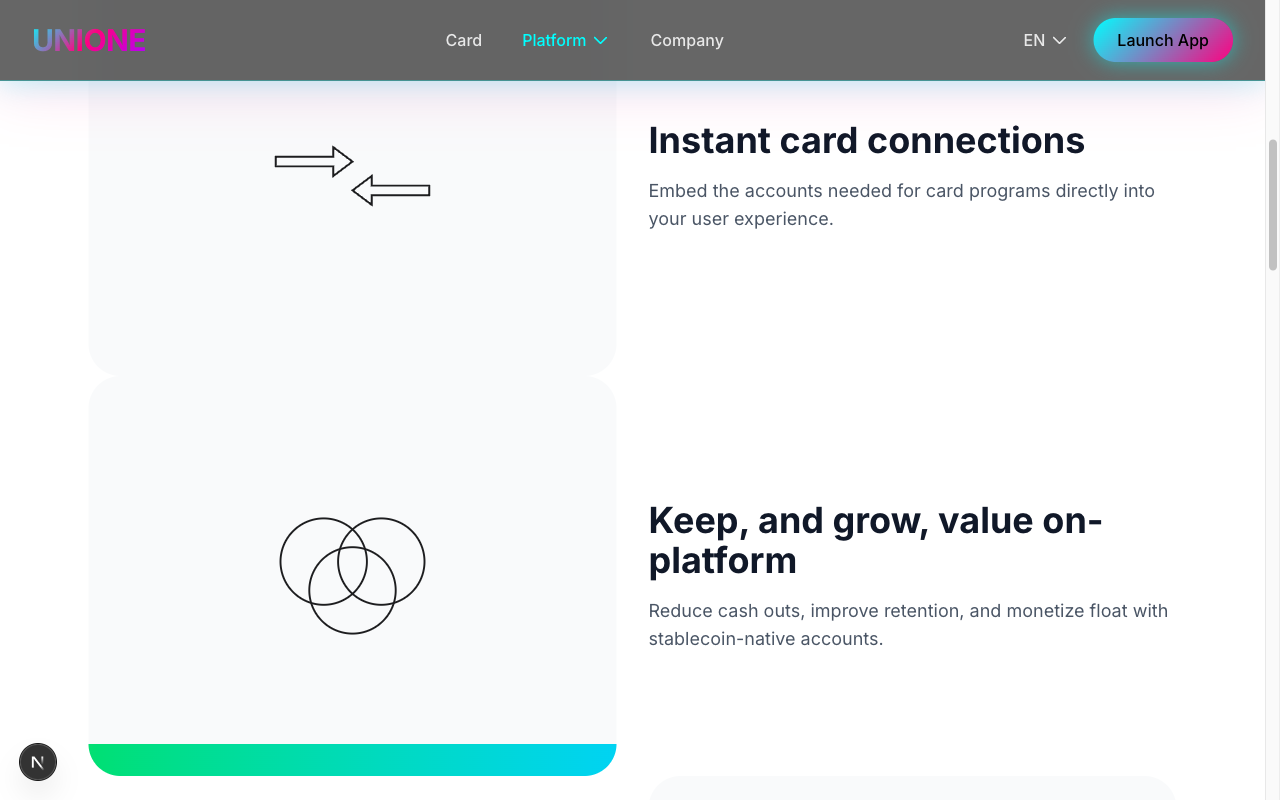 UNIONE
Card
Platform
Company
EN
Launch App
Instant card connections
Embed the accounts needed for card programs directly into
your user experience.
Keep, and grow, value on-
platform
Reduce cash outs, improve retention, and monetize float with
stablecoin-native accounts.
N